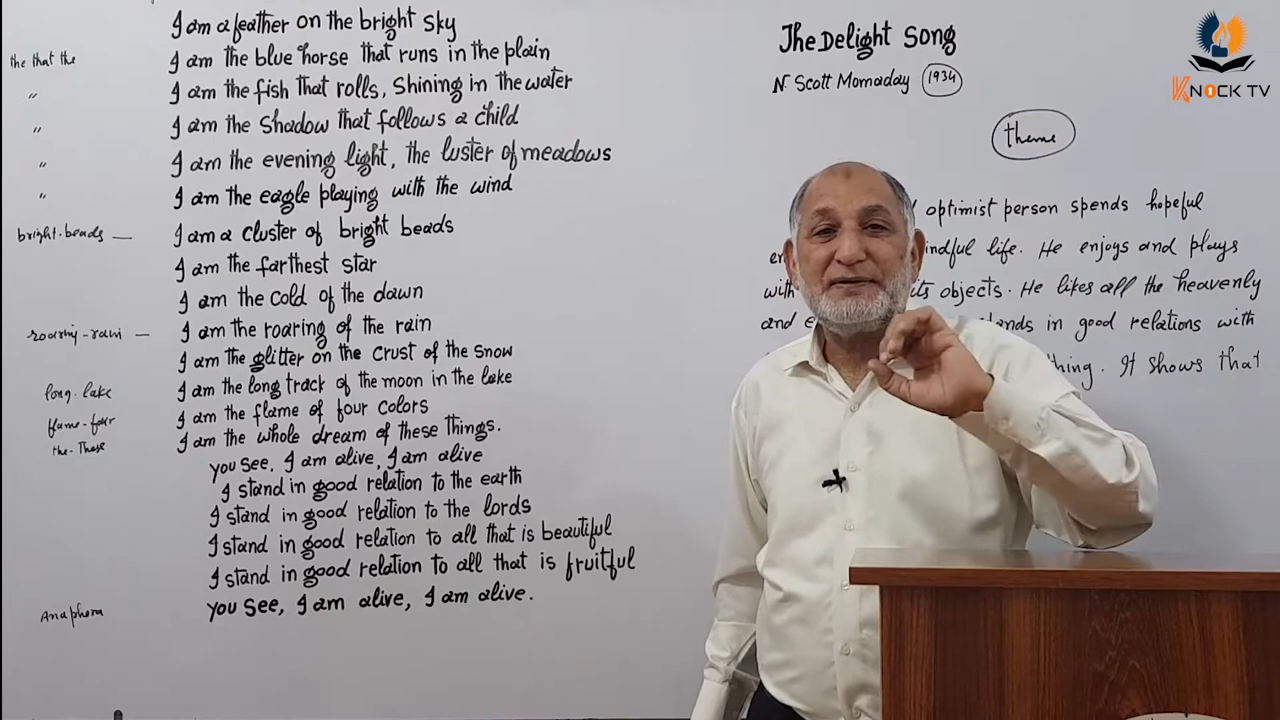 I am a feather on the bright sky
I am the blue horse that runs in the plain
I am the fish that rolls, Shining in the water
I am the Shadow that follows a child
I am the evening light, the luster of meadows
I am the eagle playing with the wind
I am a cluster of bright beads
I am the farthest star
I am the cold of the dawn
I am the roaring of the rain
I am the glitter on the crust of the snow
I am the long track of the moon in the lake
I am the flame of four colors
I am the whole dream of these things.
you see, I am alive, I am alive
I stand in good relation to the earth
I stand in good relation to the lords
I stand in good relation to all that is beautiful
I stand in good relation to all that is fruitful
you see, I am alive, I am alive.
the that the
"
"
"
"
bright-beads —
roaring-rain —
long. lake
flame-four
the-These
Anaphora
The Delight Song
N. Scott Momaday 1934
theme
optimist person spends hopeful
indful life. He enjoys and plays
with its objects. He likes all the heavenly
and stands in good relations with
thing. It shows that
KNOCK TV